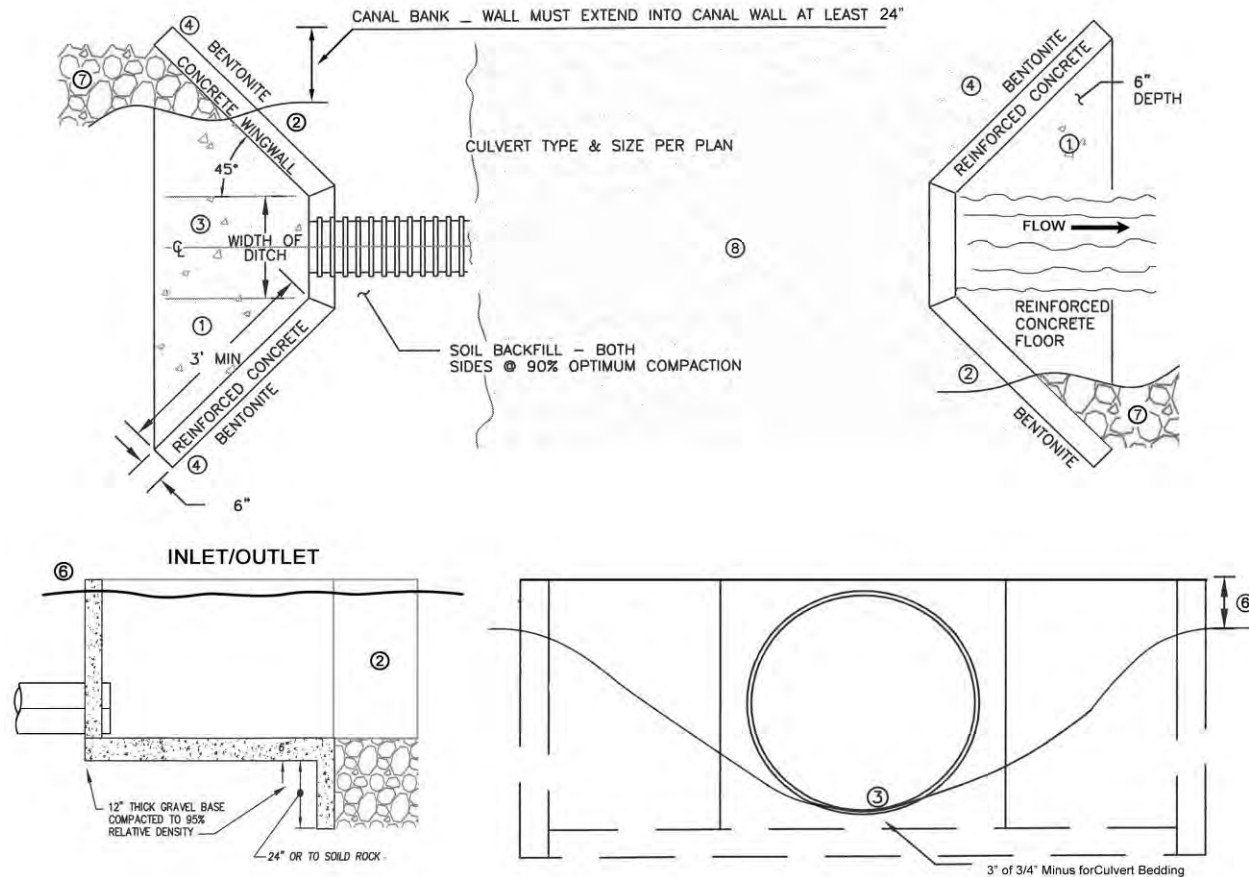 CANAL BANK _ WALL MUST EXTEND INTO CANAL WALL AT LEAST 24"
④
BENTONITE
CONCRETE WINGWALL
⑦
②
45°
③
℄
WIDTH OF
DITCH
①
3' MIN
REINFORCED CONCRETE
BENTONITE
④
6"
CULVERT TYPE & SIZE PER PLAN
⑧
SOIL BACKFILL – BOTH
SIDES @ 90% OPTIMUM COMPACTION
④
BENTONITE
REINFORCED CONCRETE
6"
DEPTH
①
FLOW
REINFORCED
CONCRETE
FLOOR
②
BENTONITE
⑦
INLET/OUTLET
⑥
②
6"
12" THICK GRAVEL BASE
COMPACTED TO 95%
RELATIVE DENSITY
24" OR TO SOILD ROCK
⑥
③
3" of 3/4" Minus forCulvert Bedding